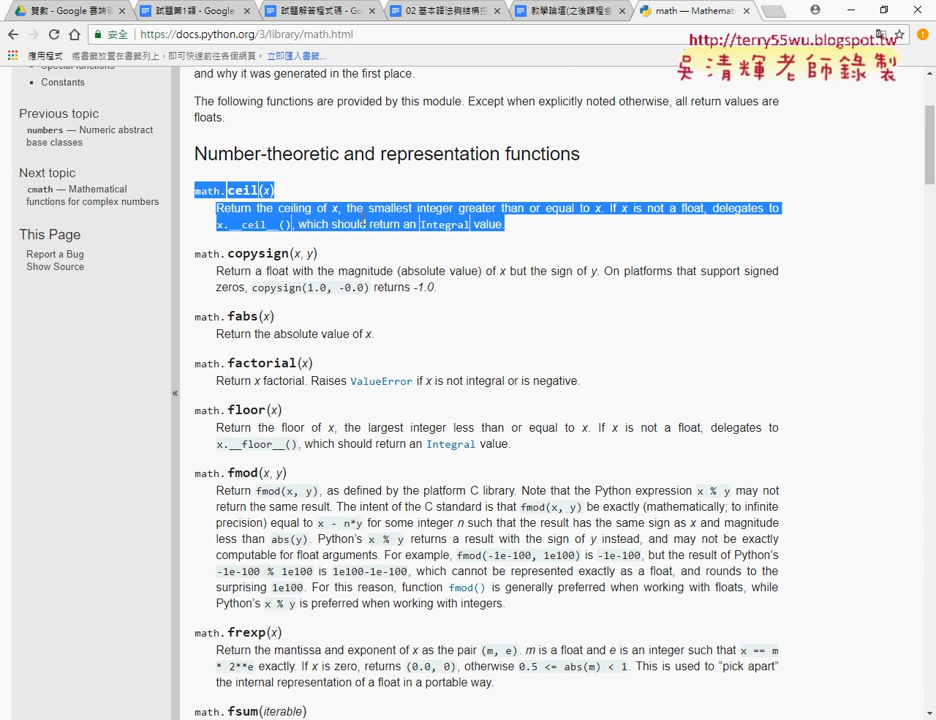 雙數 - Google 雲端硬
試題第1類 - Google
試題解答程式碼 - Go
02 基本語法與結構控
教學論壇(之後課程會
math — Mathemati
安全 | https://docs.python.org/3/library/math.html
http://terry55wu.blogspot.tw
應用程式 將書籤放置在書籤列上，即可快速前往各個網頁。 立即匯入書籤...
吳清輝老師錄製
Special functions
Constants
Previous topic
numbers — Numeric abstract
base classes
Next topic
cmath — Mathematical
functions for complex numbers
This Page
Report a Bug
Show Source
«
and why it was generated in the first place.
The following functions are provided by this module. Except when explicitly noted otherwise, all return values are
floats.
Number-theoretic and representation functions
math.ceil(x)
Return the ceiling of x, the smallest integer greater than or equal to x. If x is not a float, delegates to
x.__ceil__(), which should return an Integral value.
math.copysign(x, y)
Return a float with the magnitude (absolute value) of x but the sign of y. On platforms that support signed
zeros, copysign(1.0, -0.0) returns -1.0.
math.fabs(x)
Return the absolute value of x.
math.factorial(x)
Return x factorial. Raises ValueError if x is not integral or is negative.
math.floor(x)
Return the floor of x, the largest integer less than or equal to x. If x is not a float, delegates to
x.__floor__(), which should return an Integral value.
math.fmod(x, y)
Return fmod(x, y), as defined by the platform C library. Note that the Python expression x % y may not
return the same result. The intent of the C standard is that fmod(x, y) be exactly (mathematically; to infinite
precision) equal to x - n*y for some integer n such that the result has the same sign as x and magnitude
less than abs(y). Python's x % y returns a result with the sign of y instead, and may not be exactly
computable for float arguments. For example, fmod(-1e-100, 1e100) is -1e-100, but the result of Python's
-1e-100 % 1e100 is 1e100-1e-100, which cannot be represented exactly as a float, and rounds to the
surprising 1e100. For this reason, function fmod() is generally preferred when working with floats, while
Python's x % y is preferred when working with integers.
math.frexp(x)
Return the mantissa and exponent of x as the pair (m, e). m is a float and e is an integer such that x == m
* 2**e exactly. If x is zero, returns (0.0, 0), otherwise 0.5 <= abs(m) < 1. This is used to “pick apart”
the internal representation of a float in a portable way.
math.fsum(iterable)